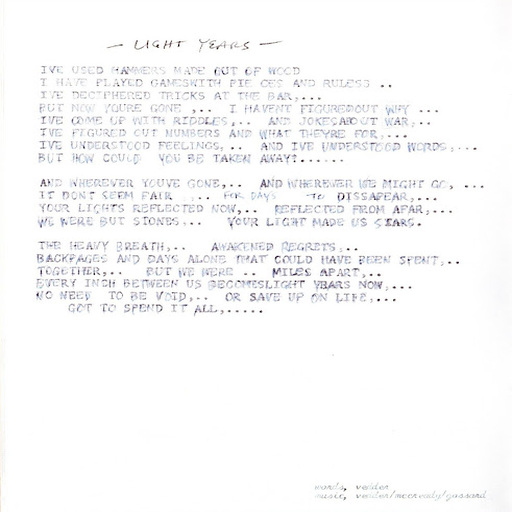 — LIGHT YEARS —
IVE USED HAMMERS MADE OUT OF WOOD
I HAVE PLAYED GAMESWITH PIE CES AND RULESS ..
IVE DECIPHERED TRICKS AT THE BAR,...
BUT NOW YOURE GONE ,.. I HAVENT FIGUREDOUT WHY ...
IVE COME UP WITH RIDDLES,.. AND JOKESABOUT WAR,..
IVE FIGURED OUT NUMBERS AND WHAT THEYRE FOR,...
IVE UNDERSTOOD FEELINGS,.. AND IVE UNDERSTOOD WORDS,...
BUT HOW COULD YOU BE TAKEN AWAY?......
AND WHEREVER YOUVE GONE,.. AND WHEREVER WE MIGHT GO, ...
IT DONT SEEM FAIR ,.. FOR DAYS TO DISSAPEAR,...
YOUR LIGHTS REFLECTED NOW,.. REFLECTED FROM AFAR,...
WE WERE BUT STONES.. YOUR LIGHT MADE US STARS.
THE HEAVY BREATH,.. AWAKENED REGRETS,..
BACKPAGES AND DAYS ALONE THAT COULD HAVE BEEN SPENT,..
TOGETHER,.. BUT WE WERE .. MILES APART,..
EVERY INCH BETWEEN US BECOMESLIGHT YEARS NOW,...
NO NEED TO BE VOID,.. OR SAVE UP ON LIFE,...
GOT TO SPEND IT ALL,.....
words, vedder
music, vedder/mccready/gossard